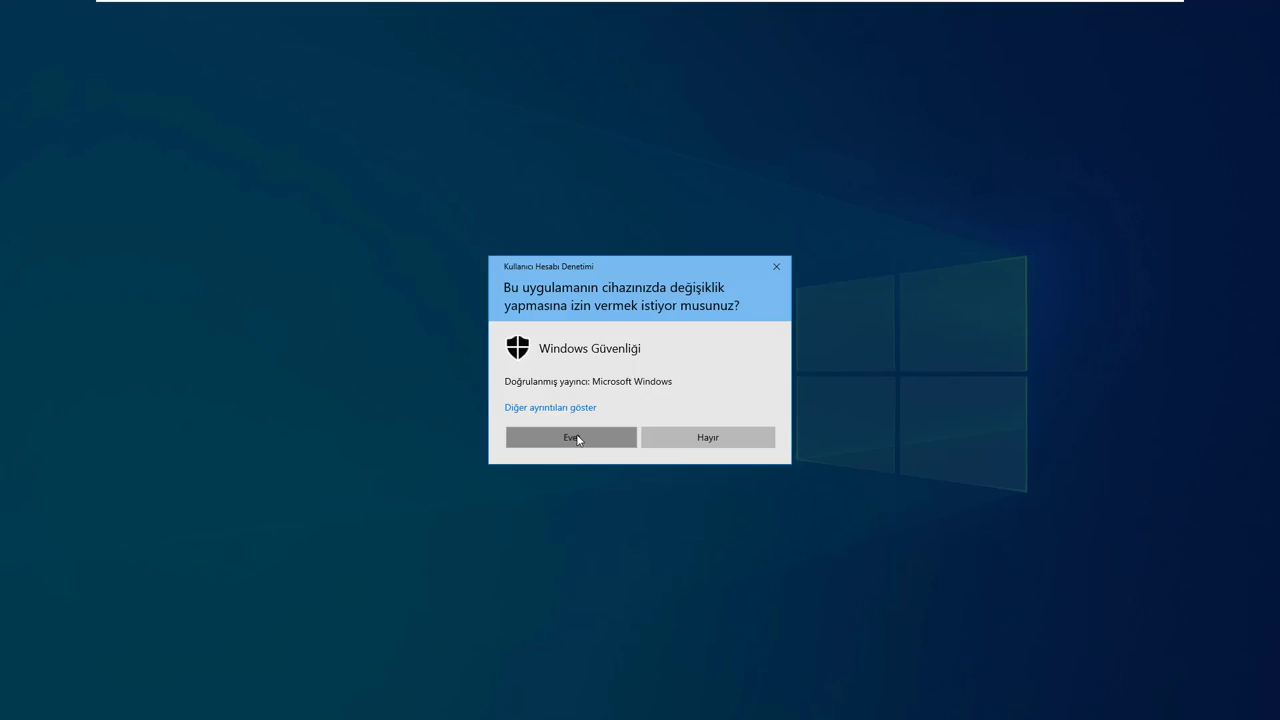 Kullanıcı Hesabı Denetimi
Bu uygulamanın cihazınızda değişiklik
yapmasına izin vermek istiyor musunuz?
Windows Güvenliği
Doğrulanmış yayıncı: Microsoft Windows
Diğer ayrıntıları göster
Evet
Hayır